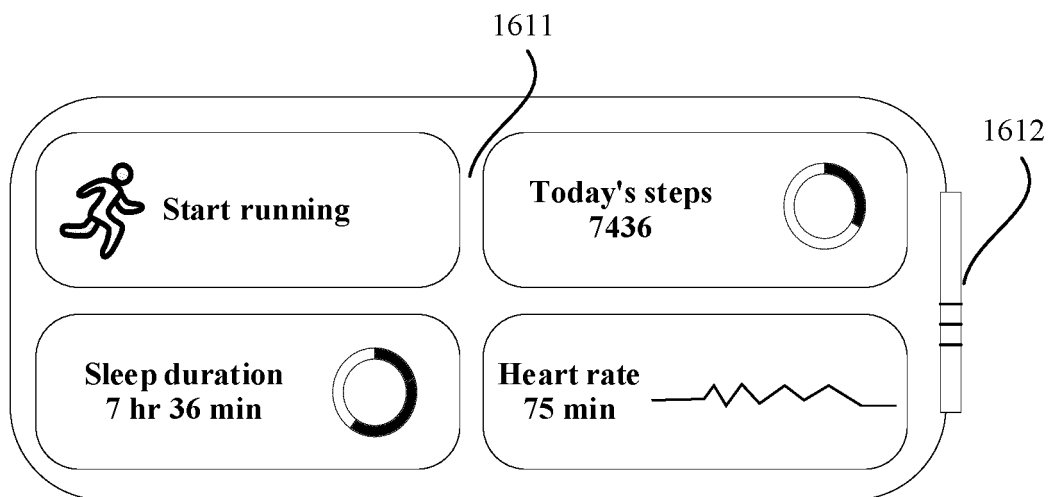 1611
1612
Start running
Today's steps
7436
Sleep duration
7 hr 36 min
Heart rate
75 min